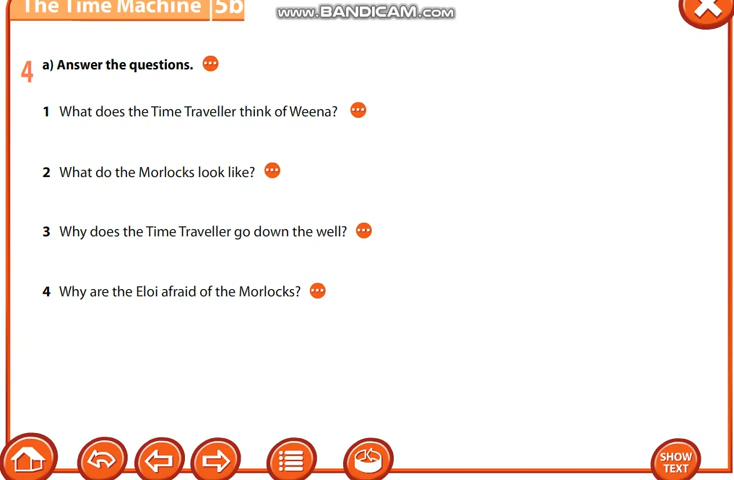 The Time Machine 5b
www.BANDICAM.com
4 a) Answer the questions.
1 What does the Time Traveller think of Weena?
2 What do the Morlocks look like?
3 Why does the Time Traveller go down the well?
4 Why are the Eloi afraid of the Morlocks?
SHOW
TEXT